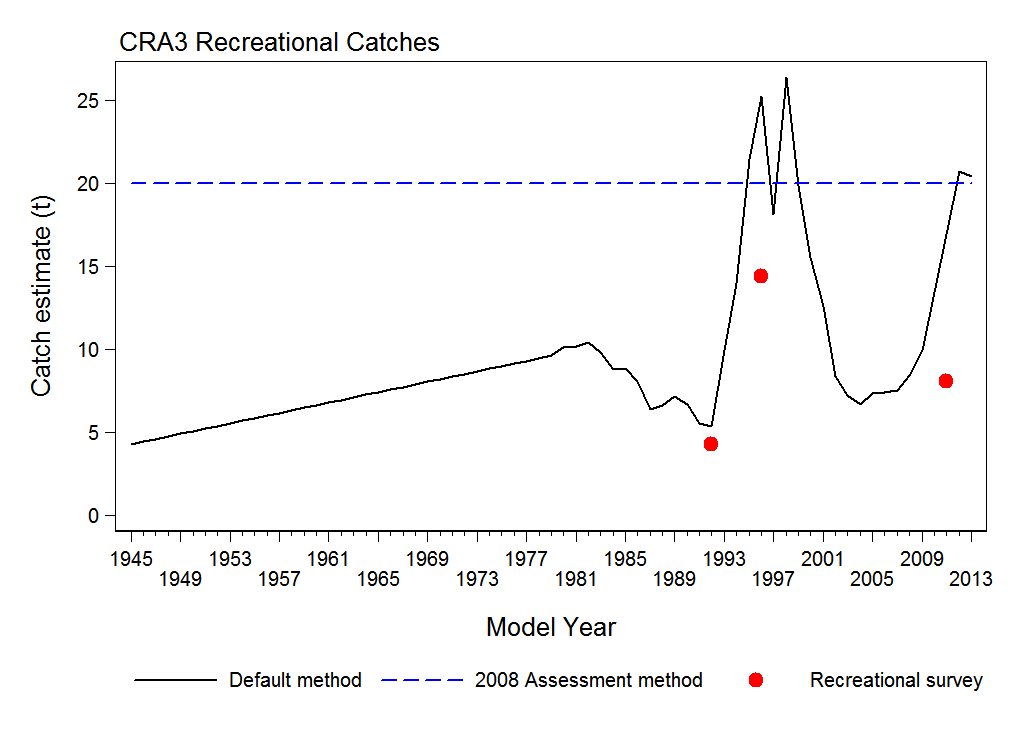 CRA3 Recreational Catches
Catch estimate (t)
25
20
15
10
5
0
1945 1953 1961 1969 1977 1985 1993 2001 2009
1949 1957 1965 1973 1981 1989 1997 2005 2013
Model Year
Default method 2008 Assessment method Recreational survey